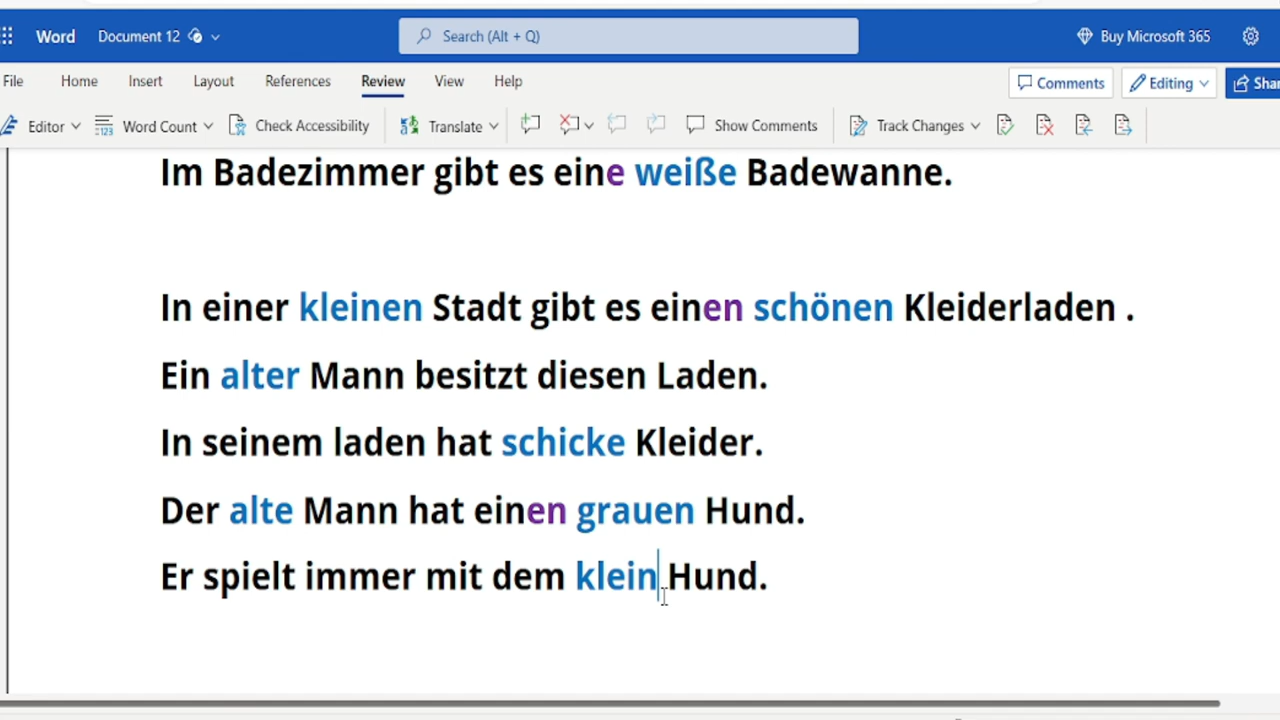 Word Document 12 Search (Alt + Q) Buy Microsoft 365
File Home Insert Layout References Review View Help Comments Editing
Editor Word Count Check Accessibility Translate Show Comments Track Changes
Im Badezimmer gibt es eine weiße Badewanne.
In einer kleinen Stadt gibt es einen schönen Kleiderladen .
Ein alter Mann besitzt diesen Laden.
In seinem laden hat schicke Kleider.
Der alte Mann hat einen grauen Hund.
Er spielt immer mit dem klein Hund.